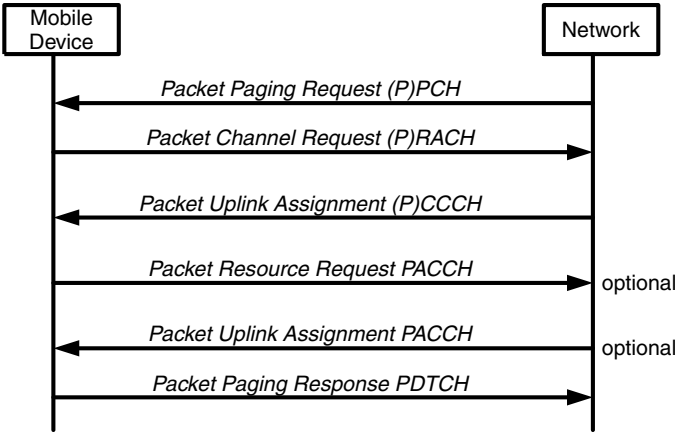 Mobile
Device
Network
Packet Paging Request (P)PCH
Packet Channel Request (P)RACH
Packet Uplink Assignment (P)CCCH
Packet Resource Request PACCH
optional
Packet Uplink Assignment PACCH
optional
Packet Paging Response PDTCH